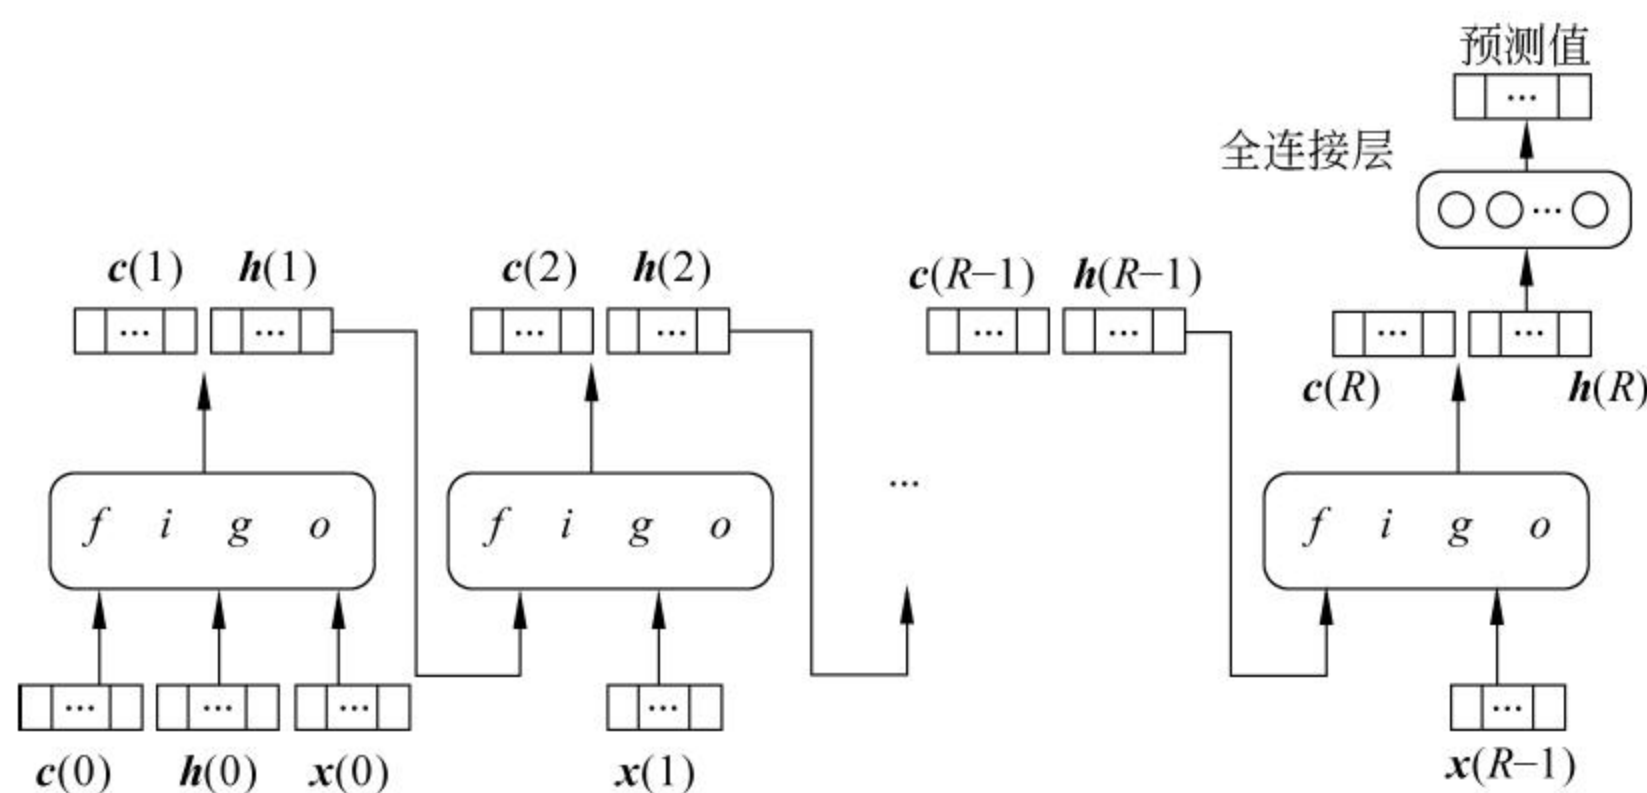 预测值
...
全连接层
...
c(1) h(1) c(2) h(2) c(R−1) h(R−1)
... ... ... ... ... ... ... ...
c(R) h(R)
...
f i g o f i g o f i g o
... ... ... ... ...
c(0) h(0) x(0) x(1) x(R−1)